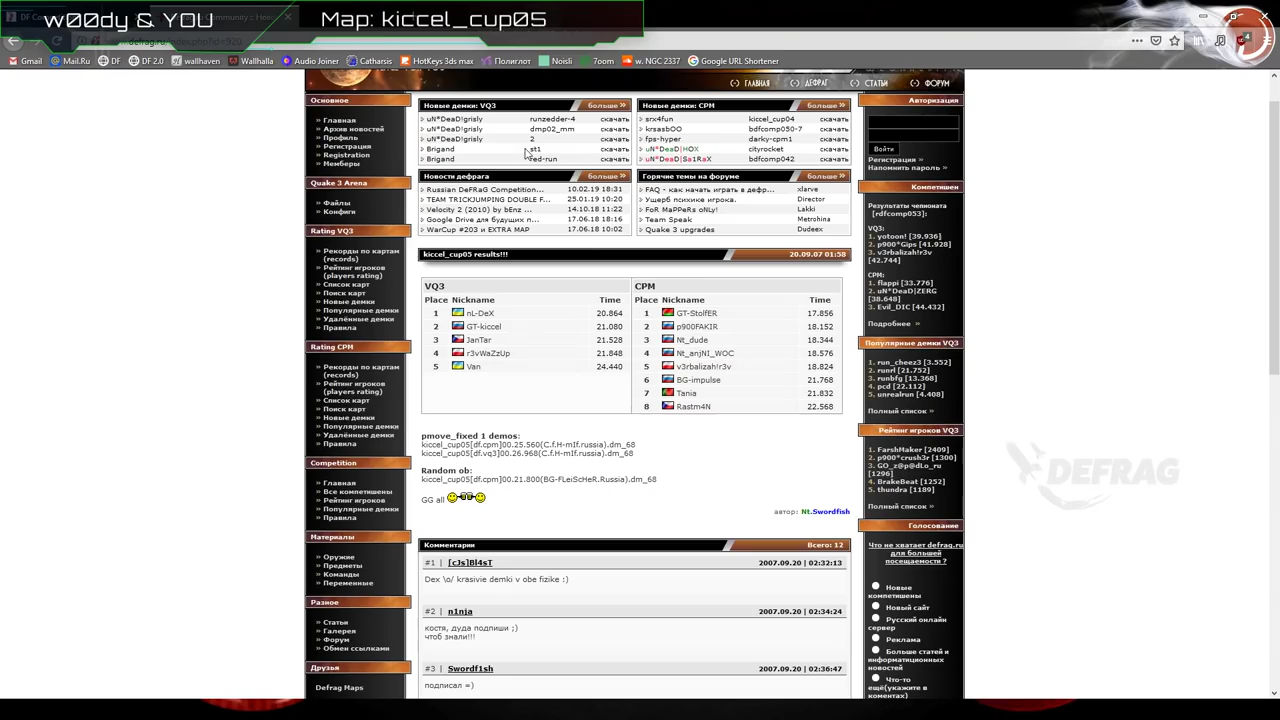 w00dy & YOU
Map: kiccel_cup05
Gmail Mail.Ru DF DF 2.0 wallhaven Wallhalla Audio Joiner Catharsis HotKeys 3ds max Полиглот Noisli 7oom w. NGC 2337 Google URL Shortener
ГЛАВНАЯ ДЕФРАГ СТАТЬИ ФОРУМ
Основное
Главная
Архив новостей
Профиль
Регистрация
Registration
Мемберы
Quake 3 Arena
Файлы
Конфиги
Rating VQ3
Рекорды по картам
(records)
Рейтинг игроков
(players rating)
Список карт
Поиск карт
Новые демки
Популярные демки
Удалённые демки
Правила
Rating CPM
Рекорды по картам
(records)
Рейтинг игроков
(players rating)
Список карт
Поиск карт
Новые демки
Популярные демки
Удалённые демки
Правила
Competition
Главная
Все компетишены
Рейтинг игроков
Популярные демки
Правила
Материалы
Оружие
Предметы
Команды
Переменные
Разное
Статьи
Галерея
Форум
Обмен ссылками
Друзья
Defrag Maps
Новые демки: VQ3 больше »
uN*DeaD!grisly runzedder-4 скачать
uN*DeaD!grisly dmp02_mm скачать
uN*DeaD!grisly 2 скачать
Brigand st1 скачать
Brigand red-run скачать
Новые демки: CPM больше »
srx4fun kiccel_cup04 скачать
krsasbOO bdfcomp050-7 скачать
fps-hyper darky-cpm1 скачать
uN*DeaD|HOX cityrocket скачать
uN*DeaD|Sa1RaX bdfcomp042 скачать
Новости дефрага больше »
Russian DeFRaG Competition... 10.02.19 18:31
TEAM TRICKJUMPING DOUBLE F... 25.01.09 10:20
Velocity 2 (2010) by bEnz ... 14.10.18 11:22
Google Drive для будущих п... 17.06.18 18:16
WarCup #203 и EXTRA MAP 17.06.18 10:02
Горячие темы на форуме больше »
FAQ - как начать играть в дефр... xlarve
Ущерб психике игрока. Director
FoR MaPPeRs oNLy! Lakki
Team Speak Metrohina
Quake 3 upgrades Dudeex
kiccel_cup05 results!!! 20.09.07 01:58
VQ3
Place Nickname Time
1 nL-DeX 20.864
2 GT-kiccel 21.080
3 JanTar 21.528
4 r3vWaZzUp 21.848
5 Van 24.440
CPM
Place Nickname Time
1 GT-StolfER 17.856
2 p900FAKIR 18.152
3 Nt_dude 18.344
4 Nt_anjNI_WOC 18.576
5 v3rbalizah!r3v 18.824
6 BG-impulse 21.768
7 Tania 21.832
8 Rastm4N 22.568
pmove_fixed 1 demos:
kiccel_cup05[df.cpm]00.25.560(C.f.H-mIf.russia).dm_68
kiccel_cup05[df.vq3]00.26.968(C.f.H-mIf.russia).dm_68
Random ob:
kiccel_cup05[df.cpm]00.21.800(BG-FLeiScHeR.Russia).dm_68
GG all
автор: Nt.Swordfish
Комментарии Всего: 12
#1 | [cJs]Bl4sT 2007.09.20 | 02:32:13
Dex \o/ krasivie demki v obe fizike :)
#2 | n1nja 2007.09.20 | 02:34:24
костя, дуда подпиши ;)
чтоб знали!!!
#3 | Swordf1sh 2007.09.20 | 02:36:47
подписал =)
Авторизация
Войти
Регистрация »
Напомнить пароль »
Компетишен
Результаты чемпионата
[rdfcomp053]:
VQ3:
1. yotoon! [39.936]
2. p900*Gips [41.928]
3. v3rbalizah!r3v
[42.744]
CPM:
1. flappi [33.776]
2. uN*DeaD|ZERG
[38.648]
3. Evil_DIC [44.432]
Подробнее »
Популярные демки VQ3
1. run_cheez3 [3.552]
2. runrl [21.752]
3. runbfg [13.368]
4. pcd [22.112]
5. unrealrun [4.408]
Полный список »
Рейтинг игроков VQ3
1. FarshMaker [2409]
2. p900*crush3r [1300]
3. GO_z@p@dLo_ru
[1296]
4. BrakeBeat [1252]
5. thundra [1189]
Полный список »
Голосование
Что не хватает defrag.ru
для большей
посещаемости ?
Новые
компетишены
Новый сайт
Русский онлайн
сервер
Реклама
Больше статей и
информатионных
новостей
Что-то
ещё(укажите в
коментах)
DEFRAG